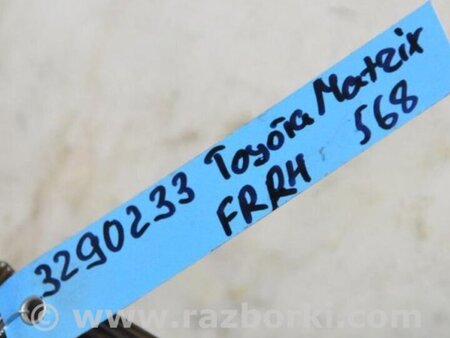 3290233 Toyota Matrix
FRRH 568
© www.razborki.com